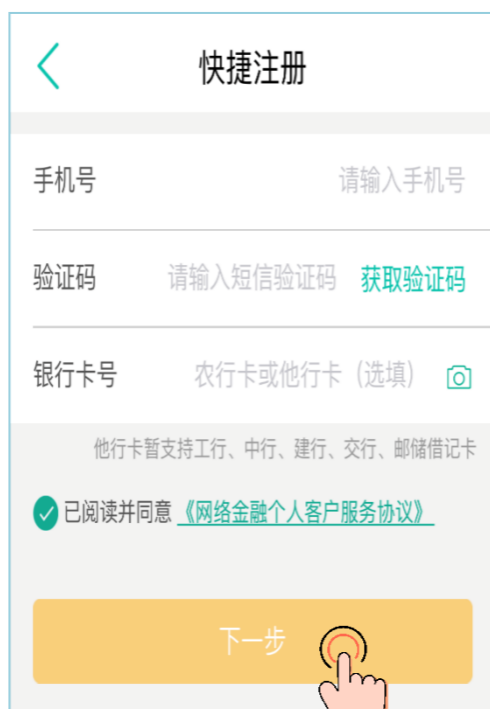 快捷注册
手机号 请输入手机号
验证码 请输入短信验证码 获取验证码
银行卡号 农行卡或他行卡（选填）
他行卡暂支持工行、中行、建行、交行、邮储借记卡
已阅读并同意《网络金融个人客户服务协议》
下一步